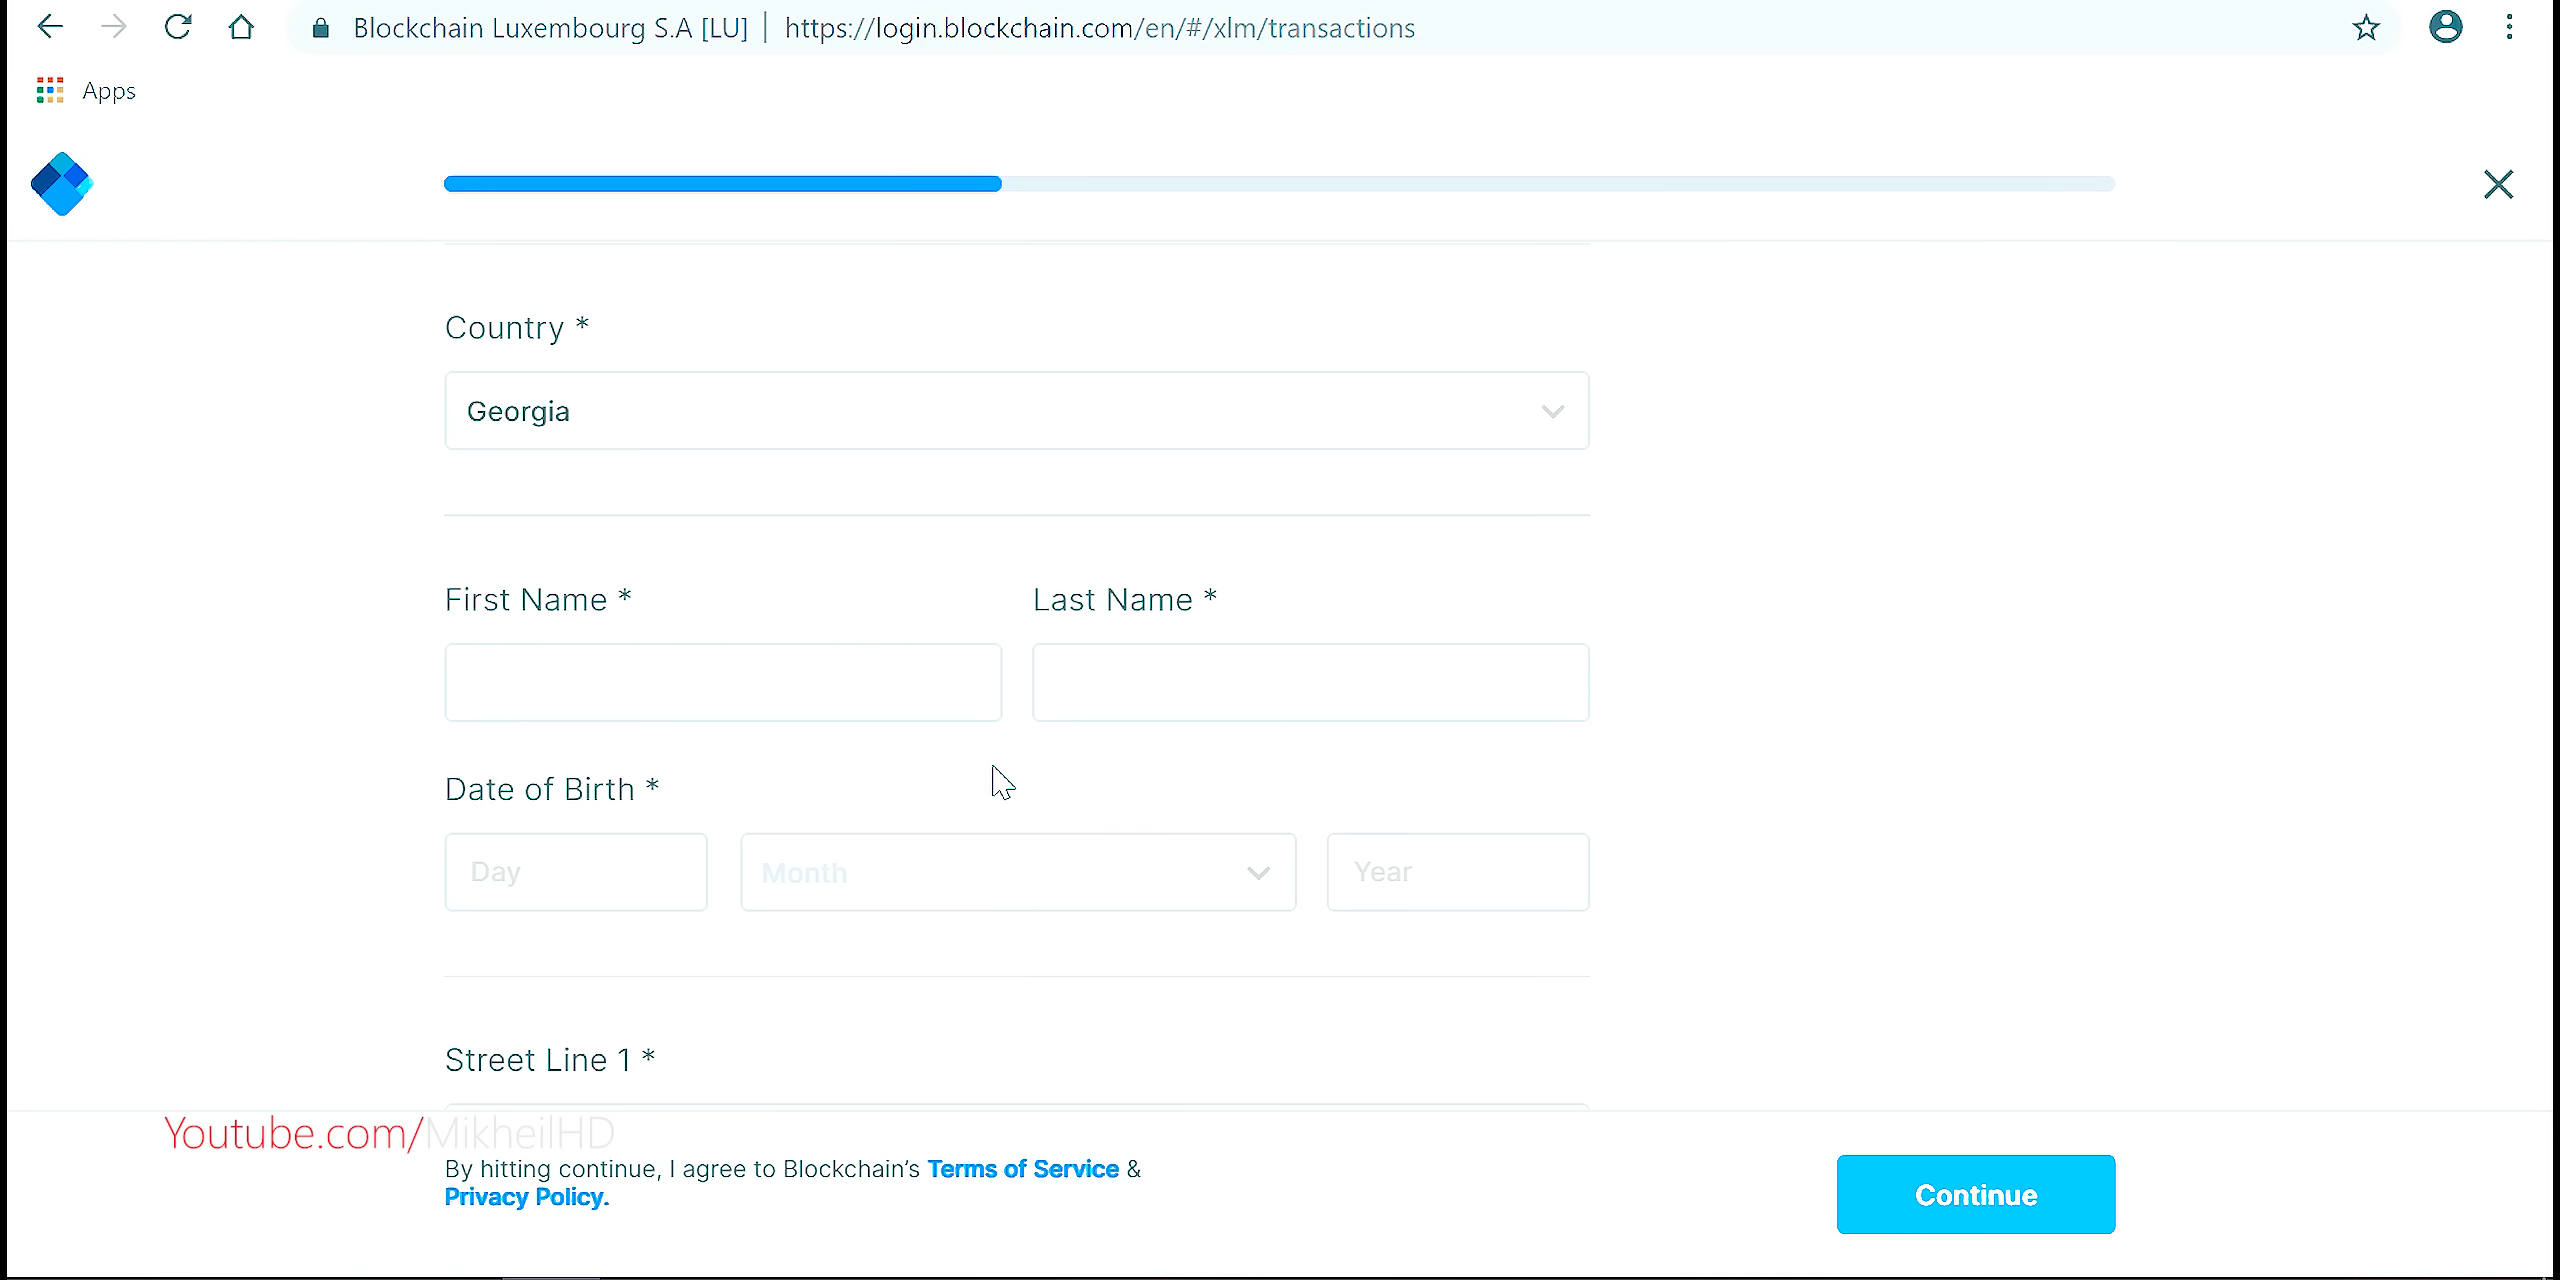 Blockchain Luxembourg S.A [LU] | https://login.blockchain.com/en/#/xlm/transactions
Apps
Country *
Georgia
First Name * Last Name *
Date of Birth *
Day Month Year
Street Line 1 *
Youtube.com/MikheilHD
By hitting continue, I agree to Blockchain’s Terms of Service &
Privacy Policy.
Continue